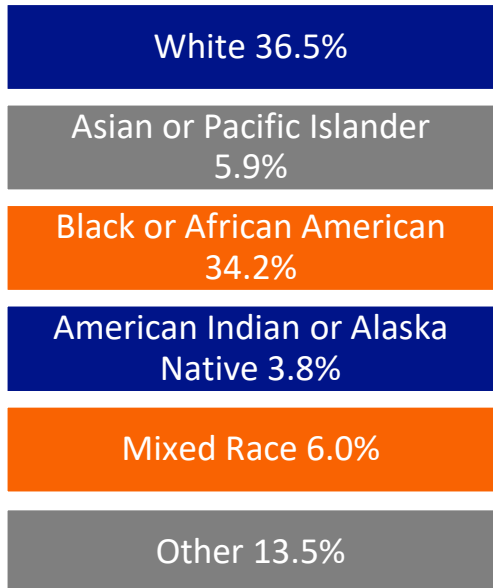 White 36.5%
Asian or Pacific Islander
5.9%
Black or African American
34.2%
American Indian or Alaska
Native 3.8%
Mixed Race 6.0%
Other 13.5%